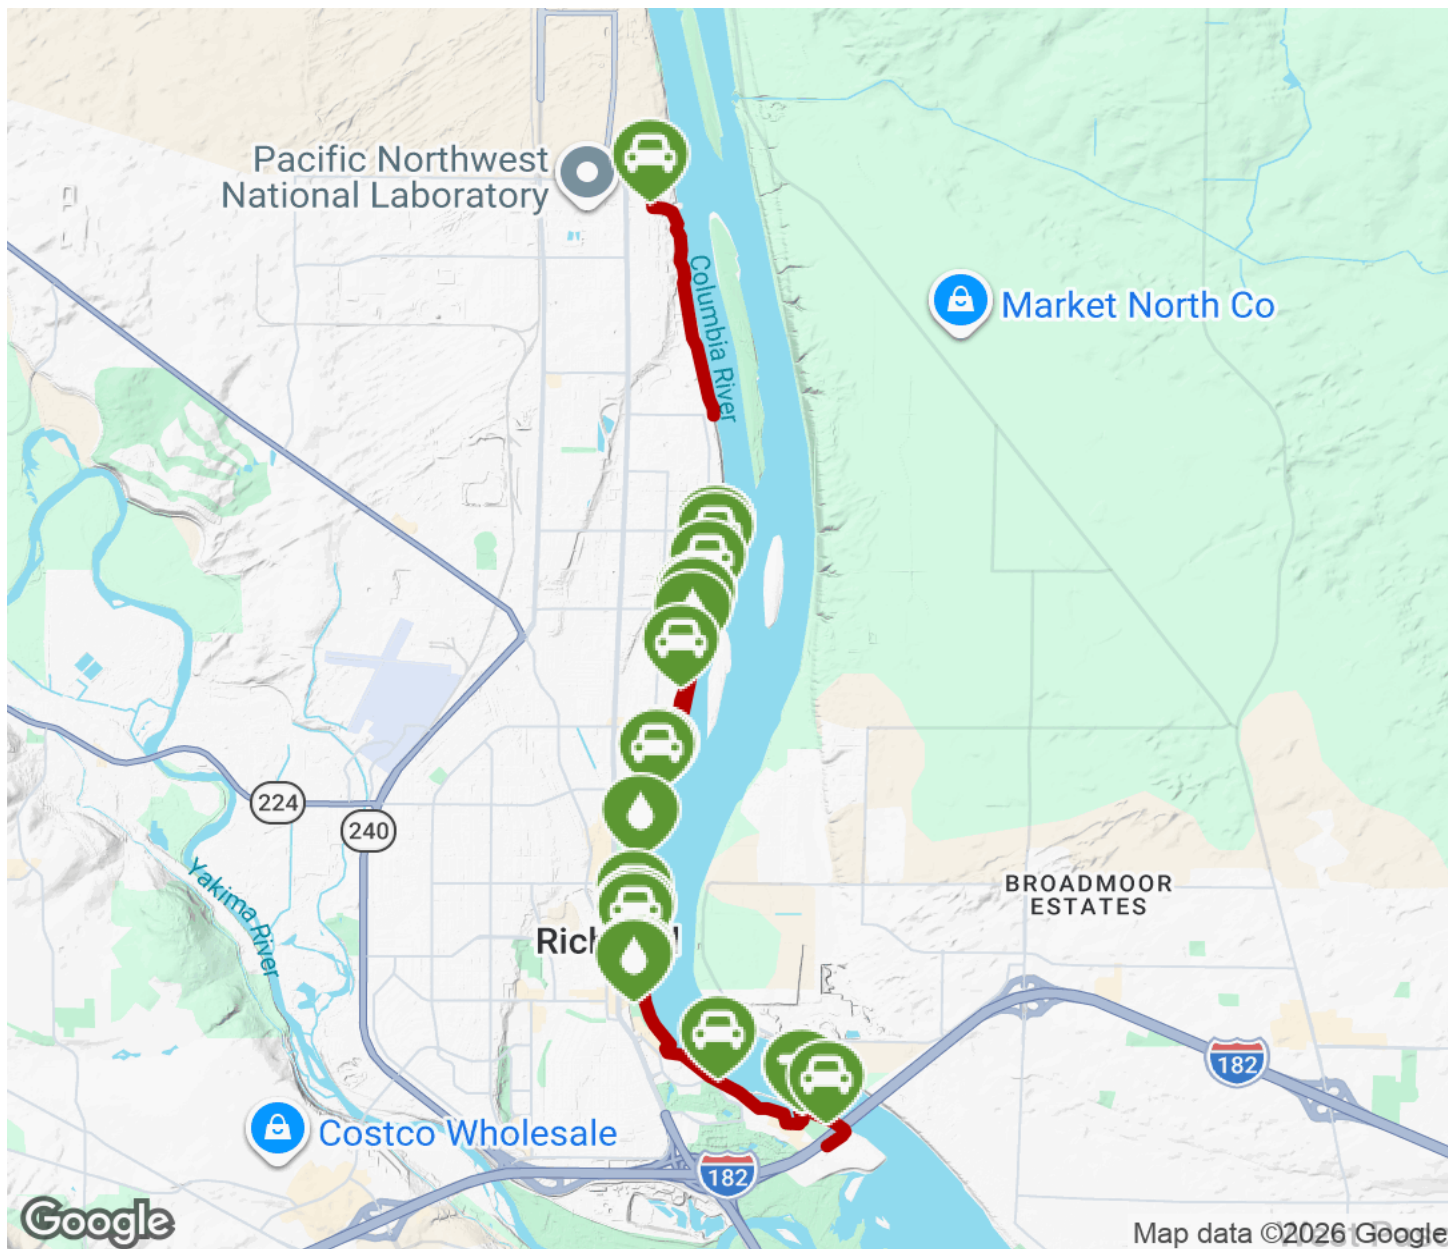 Pacific Northwest
National Laboratory
Columbia River
Market North Co
224
240
Yakima River
BROADMOOR
ESTATES
182
Costco Wholesale
182
Google
Map data ©2026 Google